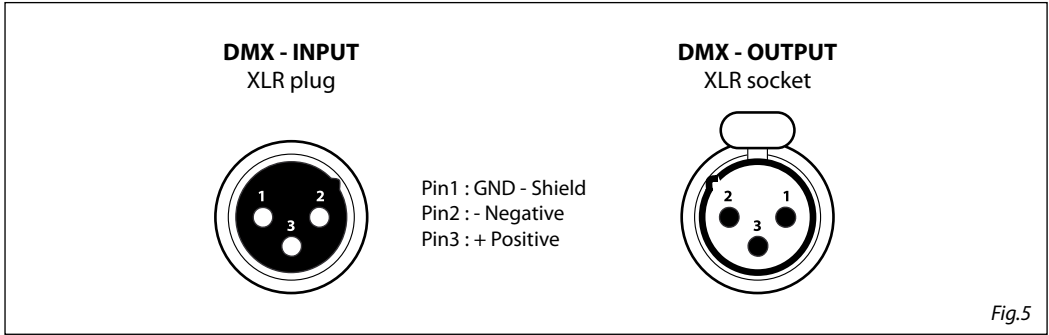 DMX - INPUT
XLR plug
DMX - OUTPUT
XLR socket
1
2
3
Pin1 : GND - Shield
Pin2 : - Negative
Pin3 : + Positive
2
1
3
Fig.5